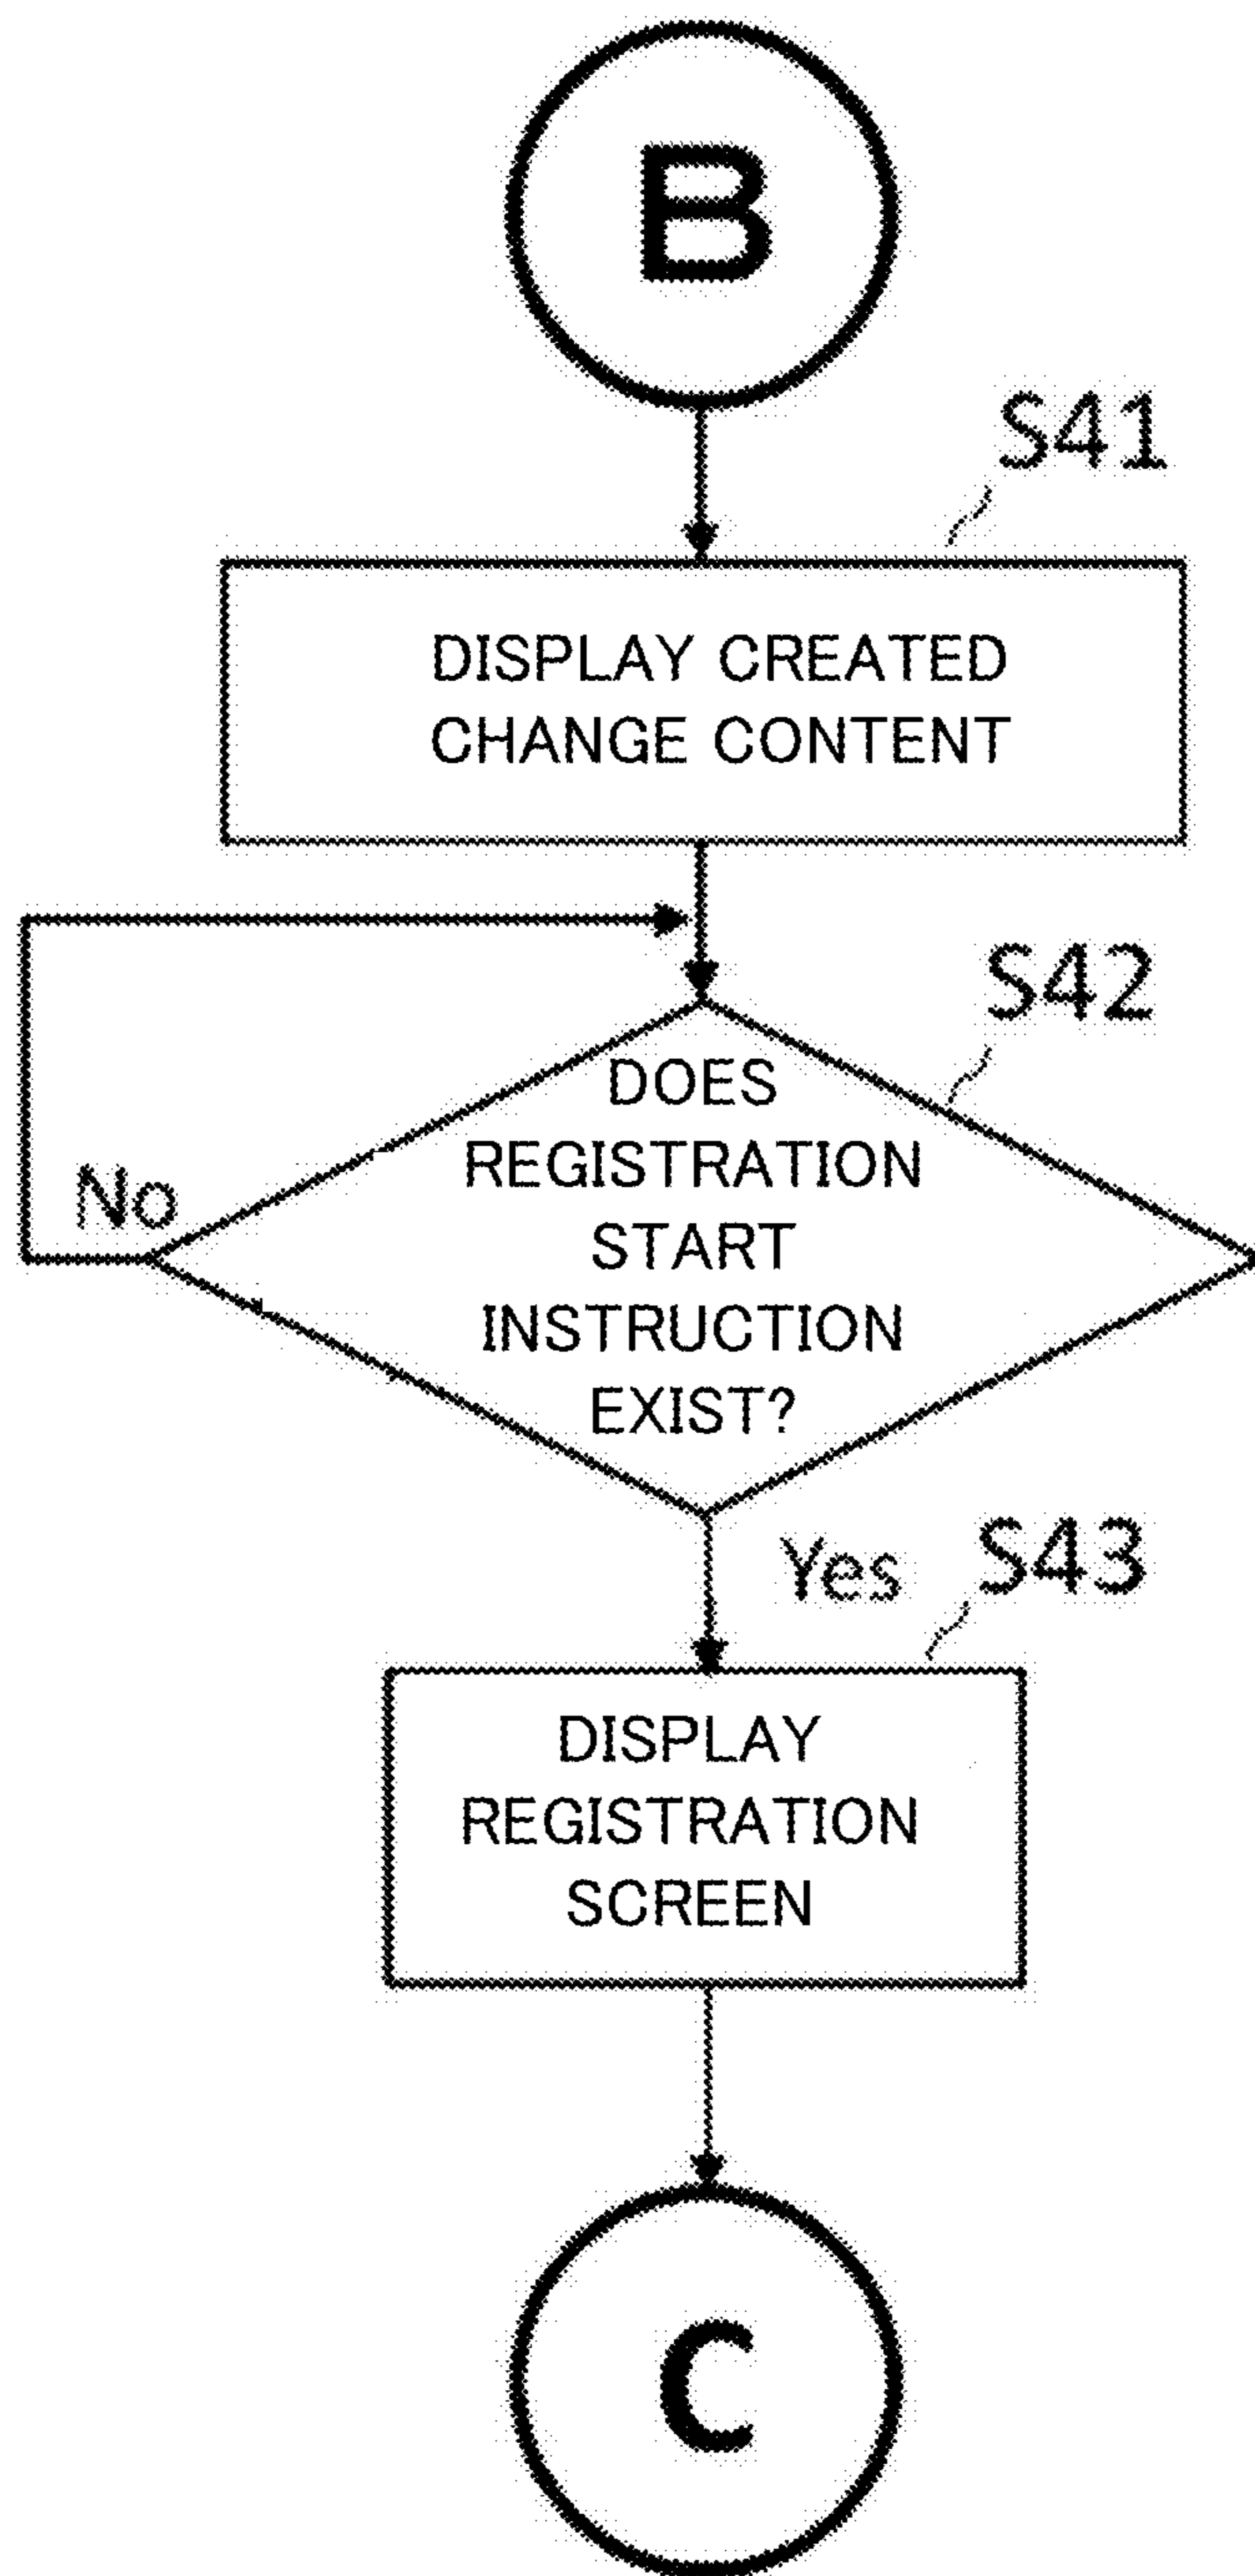 B
S41
DISPLAY CREATED
CHANGE CONTENT
S42
DOES
REGISTRATION
START
INSTRUCTION
EXIST?
No
Yes
S43
DISPLAY
REGISTRATION
SCREEN
C